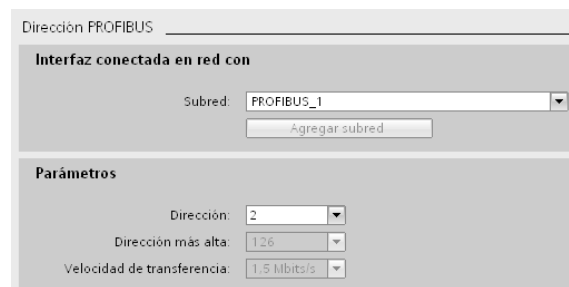 Dirección PROFIBUS
Interfaz conectada en red con
Subred: PROFIBUS_1
Agregar subred
Parámetros
Dirección: 2
Dirección más alta: 126
Velocidad de transferencia: 1,5 Mbits/s